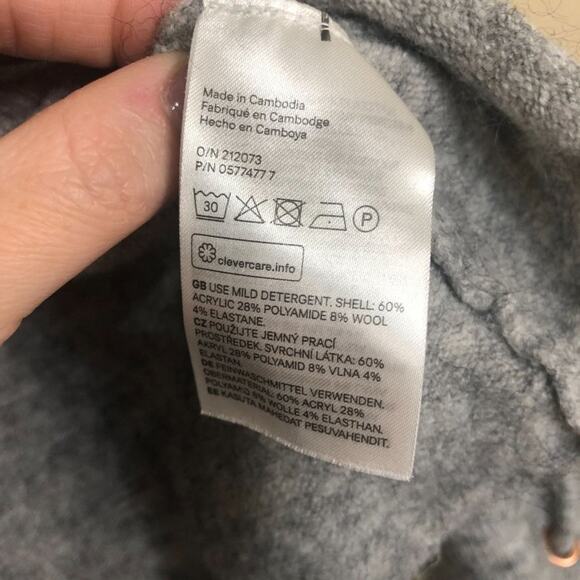 Made in Cambodia
Fabriqué en Cambodge
Hecho en Camboya
O/N 212073
P/N 0577477 7
30
P
clevercare.info
GB USE MILD DETERGENT. SHELL: 60%
ACRYLIC 28% POLYAMIDE 8% WOOL
4% ELASTANE.
CZ POUŽIJTE JEMNÝ PRACÍ
PROSTŘEDEK. SVRCHNÍ LÁTKA: 60%
AKRYL 28% POLYAMID 8% VLNA 4%
ELASTAN.
DE FEINWASCHMITTEL VERWENDEN.
OBERMATERIAL: 60% ACRYL 28%
POLYAMID 8% WOLLE 4% ELASTHAN.
EE KASUTA MAHEDAT PESUVAHENDIT.